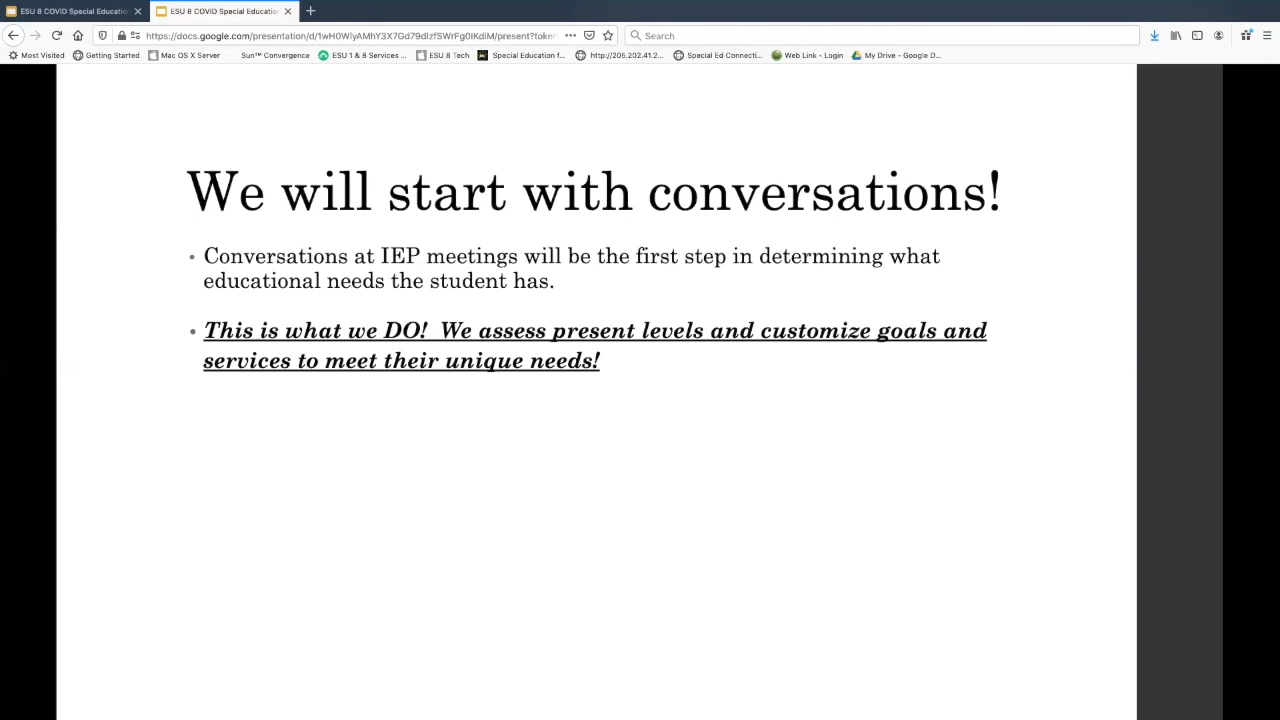 ESU 8 COVID Special Educatio
ESU 8 COVID Special Education
https://docs.google.com/presentation/d/1wH0WlyAMhY3X7Gd79dlzfSWrFg0IKdiM/present?token
Search
Most Visited
Getting Started
Mac OS X Server
Sun™ Convergence
ESU 1 & 8 Services ...
ESU 8 Tech
Special Education f...
http://205.202.41.2...
Special Ed Connecti...
Web Link - Login
My Drive - Google D...
We will start with conversations!
• Conversations at IEP meetings will be the first step in determining what
educational needs the student has.
• This is what we DO! We assess present levels and customize goals and
services to meet their unique needs!